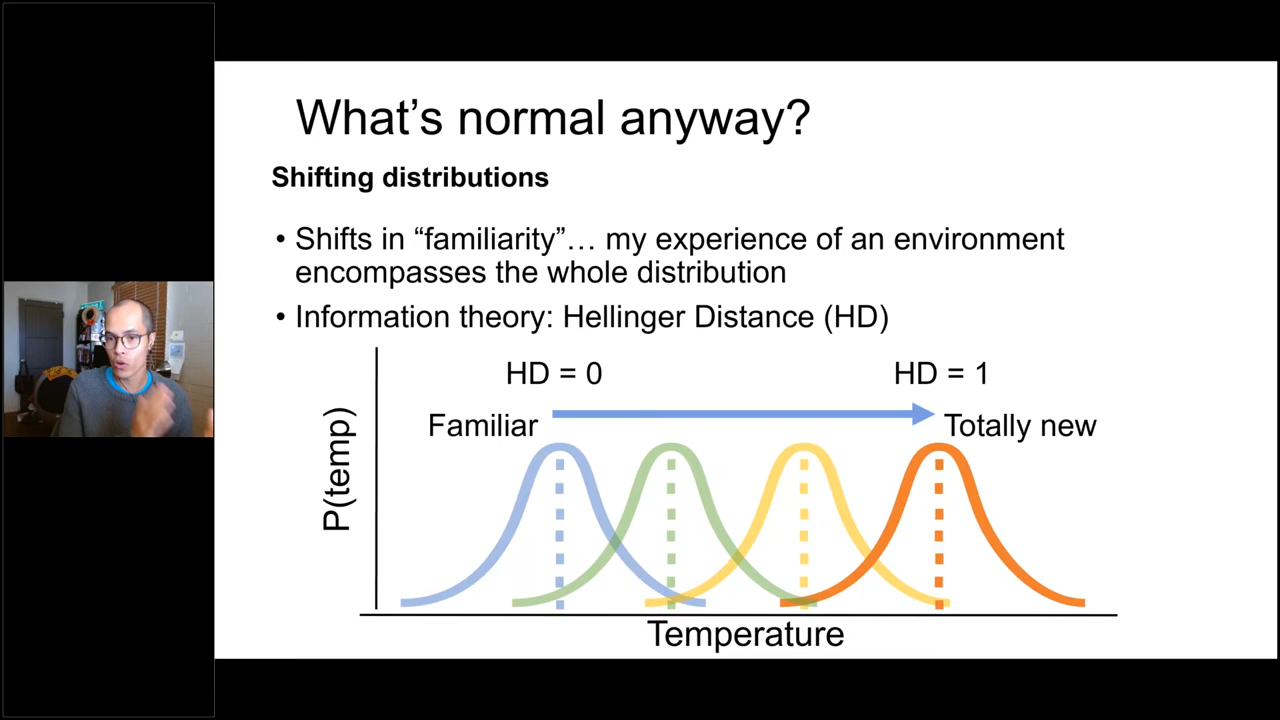 What’s normal anyway?
Shifting distributions
• Shifts in “familiarity”… my experience of an environment
encompasses the whole distribution
• Information theory: Hellinger Distance (HD)
HD = 0
HD = 1
Familiar
Totally new
P(temp)
Temperature